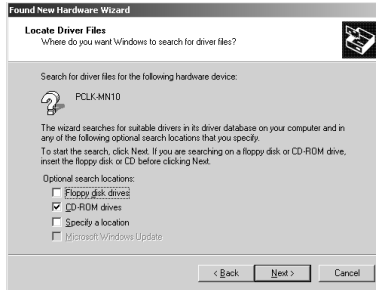 Found New Hardware Wizard
Locate Driver Files
Where do you want Windows to search for driver files?
Search for driver files for the following hardware device:
PCLK-MN10
The wizard searches for suitable drivers in its driver database on your computer and in
any of the following optional search locations that you specify.
To start the search, click Next. If you are searching on a floppy disk or CD-ROM drive,
insert the floppy disk or CD before clicking Next.
Optional search locations:
Floppy disk drives
CD-ROM drives
Specify a location
Microsoft Windows Update
< Back Next > Cancel